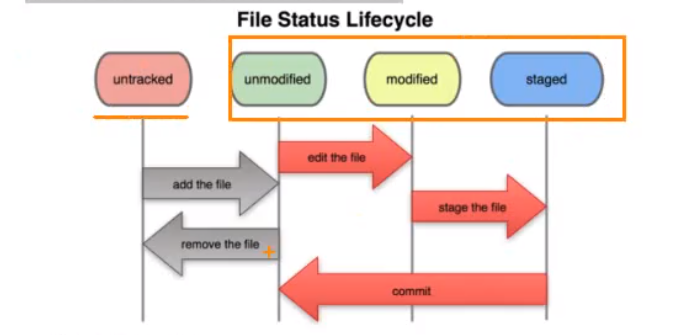 File Status Lifecycle
untracked
unmodified
modified
staged
edit the file
add the file
stage the file
remove the file
commit